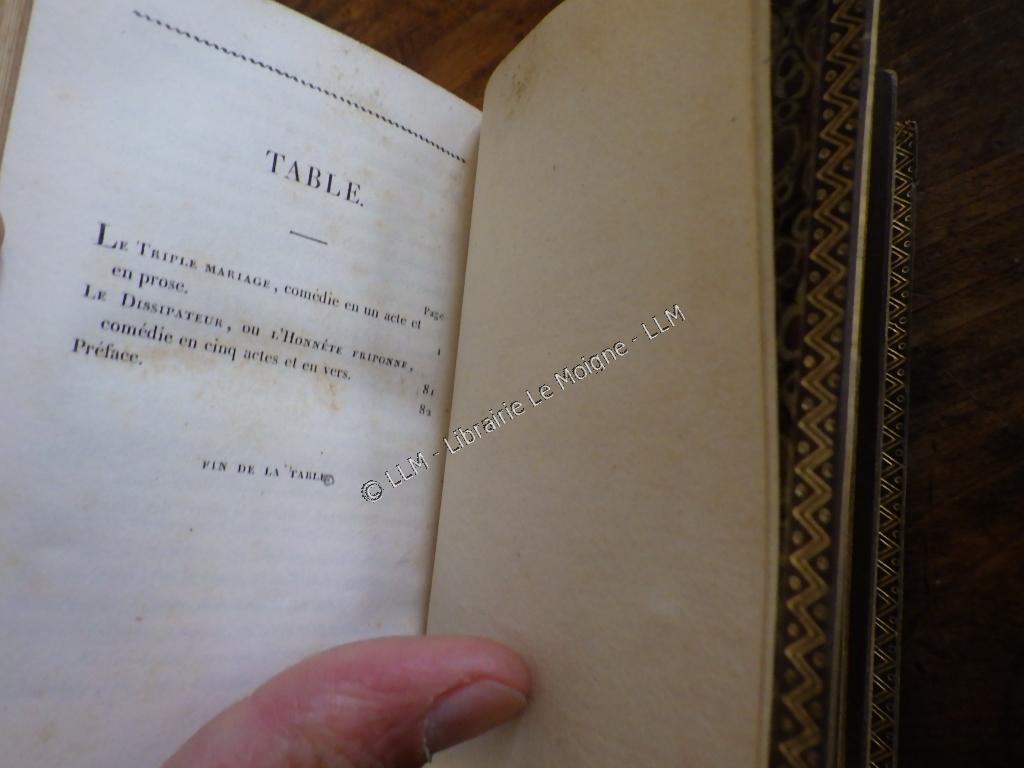 TABLE.
Page
LE TRIPLE MARIAGE, comédie en un acte et
en prose. 1
LE DISSIPATEUR, OU L'HONNÊTE FRIPONNE,
comédie en cinq actes et en vers. 81
Préface. 82
FIN DE LA TABLE
© LLM - Librairie Le Moigne - LLM